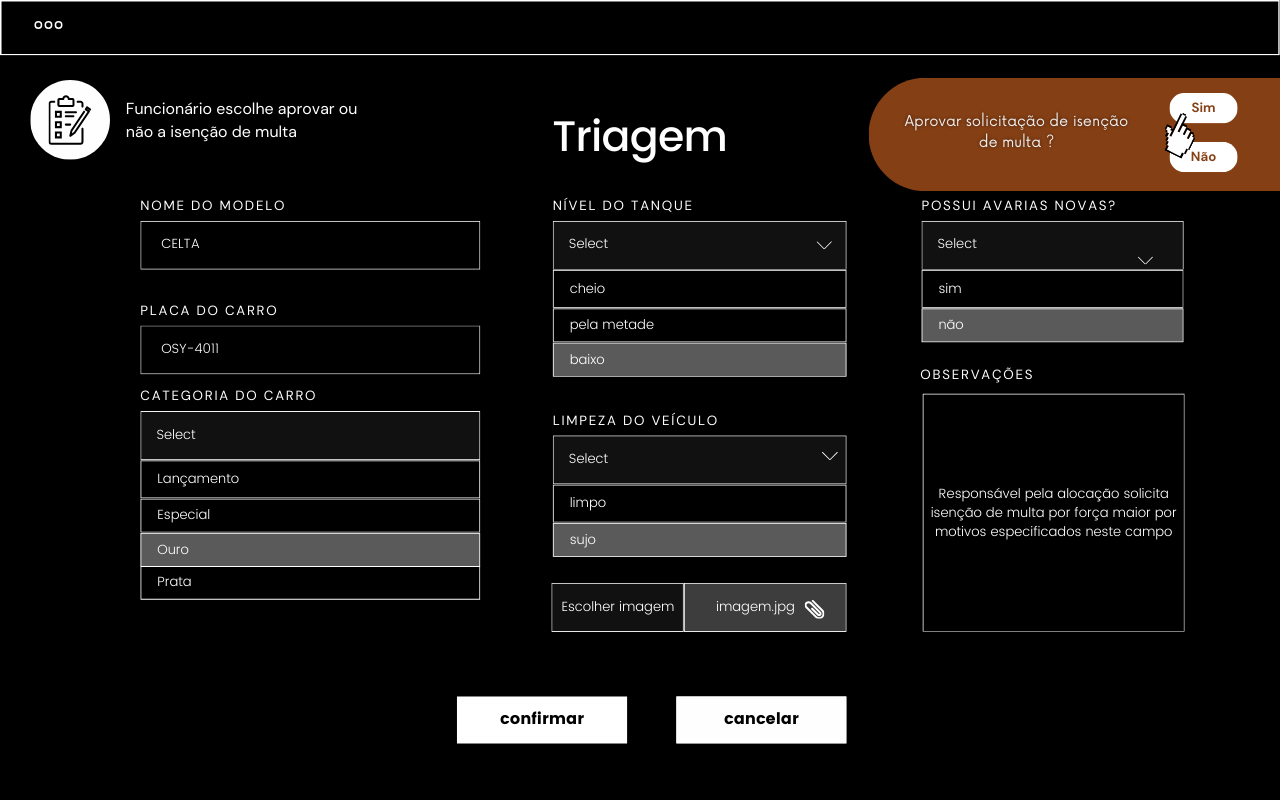 Funcionário escolhe aprovar ou
não a isenção de multa
Triagem
Aprovar solicitação de isenção
de multa ?
Sim
Não
NOME DO MODELO
CELTA
PLACA DO CARRO
OSY-4011
CATEGORIA DO CARRO
Select
Lançamento
Especial
Ouro
Prata
NÍVEL DO TANQUE
Select
cheio
pela metade
baixo
LIMPEZA DO VEÍCULO
Select
limpo
sujo
Escolher imagem
imagem.jpg
POSSUI AVARIAS NOVAS?
Select
sim
não
OBSERVAÇÕES
Responsável pela alocação solicita
isenção de multa por força maior por
motivos especificados neste campo
confirmar
cancelar